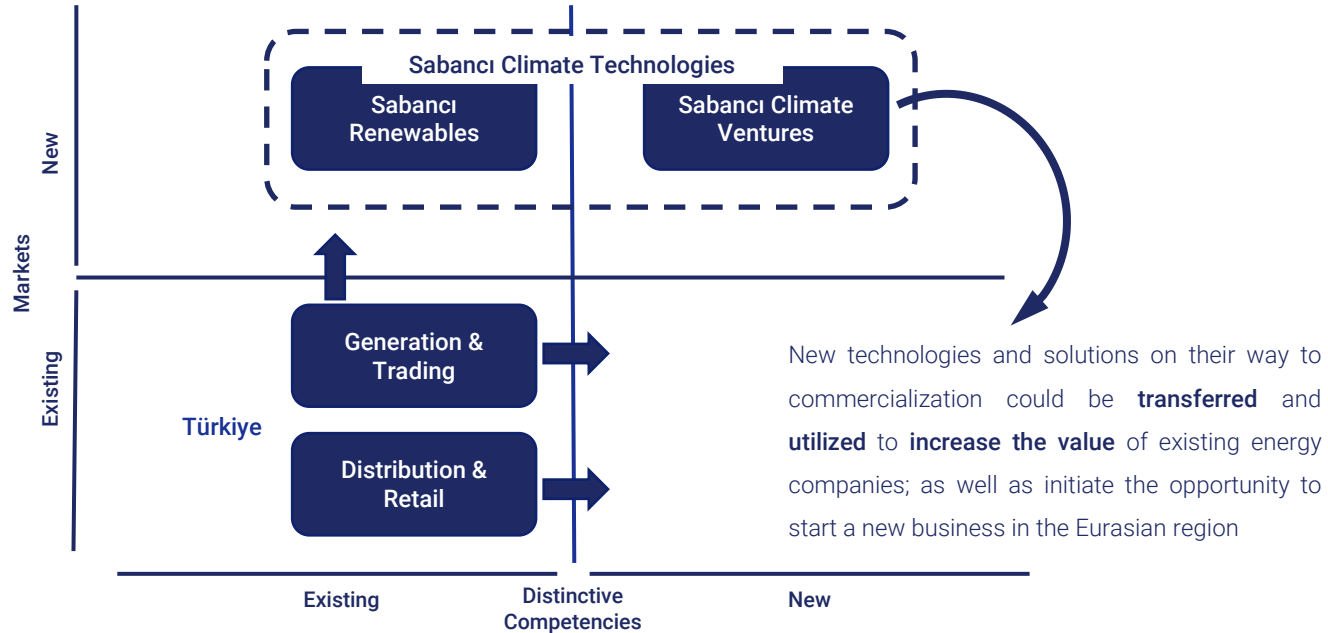 Sabancı Climate Technologies
Sabancı
Renewables
Sabancı Climate
Ventures
New
Markets
Existing
Generation &
Trading
Türkiye
Distribution &
Retail
New technologies and solutions on their way to
commercialization could be transferred and
utilized to increase the value of existing energy
companies; as well as initiate the opportunity to
start a new business in the Eurasian region
Existing
Distinctive
Competencies
New